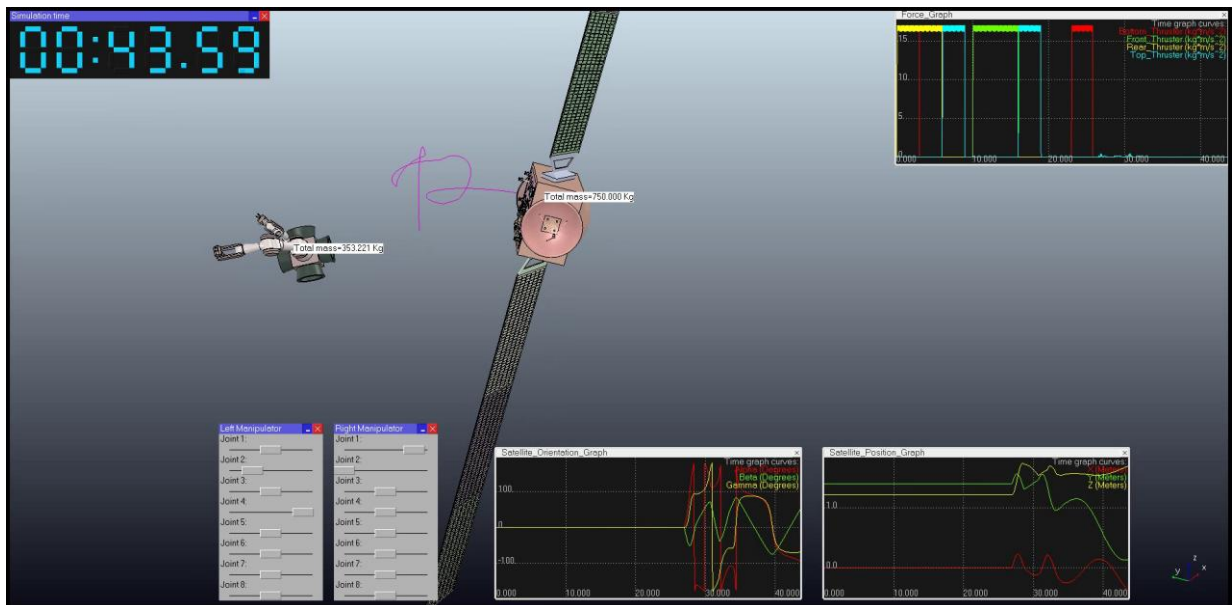 Simulation time
00:43.59
Total mass=750.000 Kg
Total mass=353.221 Kg
Force_Graph
Time graph curves:
Bottom_Thruster (kg*m/s^2)
Front_Thruster (kg*m/s^2)
Rear_Thruster (kg*m/s^2)
Top_Thruster (kg*m/s^2)
15
10
5
0
0.000 10.000 20.000 30.000 40.000
Left Manipulator
Joint 1:
Joint 2:
Joint 3:
Joint 4:
Joint 5:
Joint 6:
Joint 7:
Joint 8:
Right Manipulator
Joint 1:
Joint 2:
Joint 3:
Joint 4:
Joint 5:
Joint 6:
Joint 7:
Joint 8:
Satellite_Orientation_Graph
Time graph curves:
Alpha (Degrees)
Beta (Degrees)
Gamma (Degrees)
100.
0
-100.
0.000 10.000 20.000 30.000 40.000
Satellite_Position_Graph
Time graph curves:
X (Meters)
Y (Meters)
Z (Meters)
1.0
0.0
0.000 10.000 20.000 30.000 40.000
z
y x